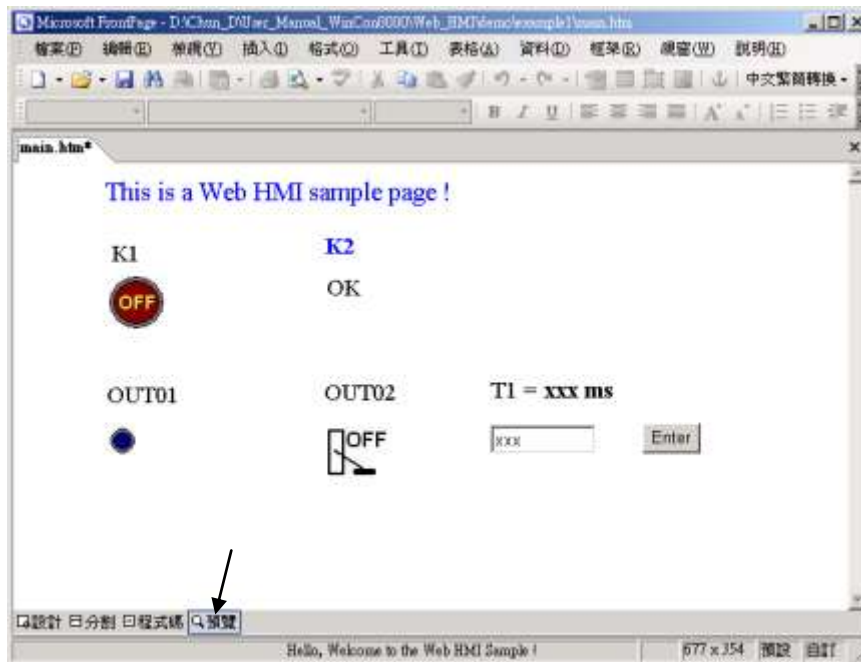 Microsoft FrontPage - D:\Chun_D\User_Manual_WinCon8000\Web_HMI\demo\example1\main.htm
檔案(F) 編輯(E) 檢視(V) 插入(I) 格式(O) 工具(T) 表格(A) 資料(D) 框架(R) 視窗(W) 說明(H)
中文繁簡轉換
B I U A A
main.htm*
This is a Web HMI sample page !
K1 K2
OFF OK
OUT01 OUT02 T1 = xxx ms
OFF xxx Enter
設計 分割 程式碼 預覽
Hello, Welcome to the Web HMI Sample ! 677 x 354 預設 自訂